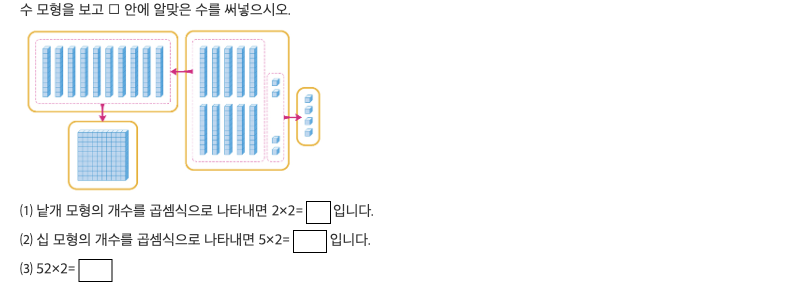 수 모형을 보고 □ 안에 알맞은 수를 써넣으시오.
(1) 낱개 모형의 개수를 곱셈식으로 나타내면 2×2=□입니다.
(2) 십 모형의 개수를 곱셈식으로 나타내면 5×2=□입니다.
(3) 52×2=□